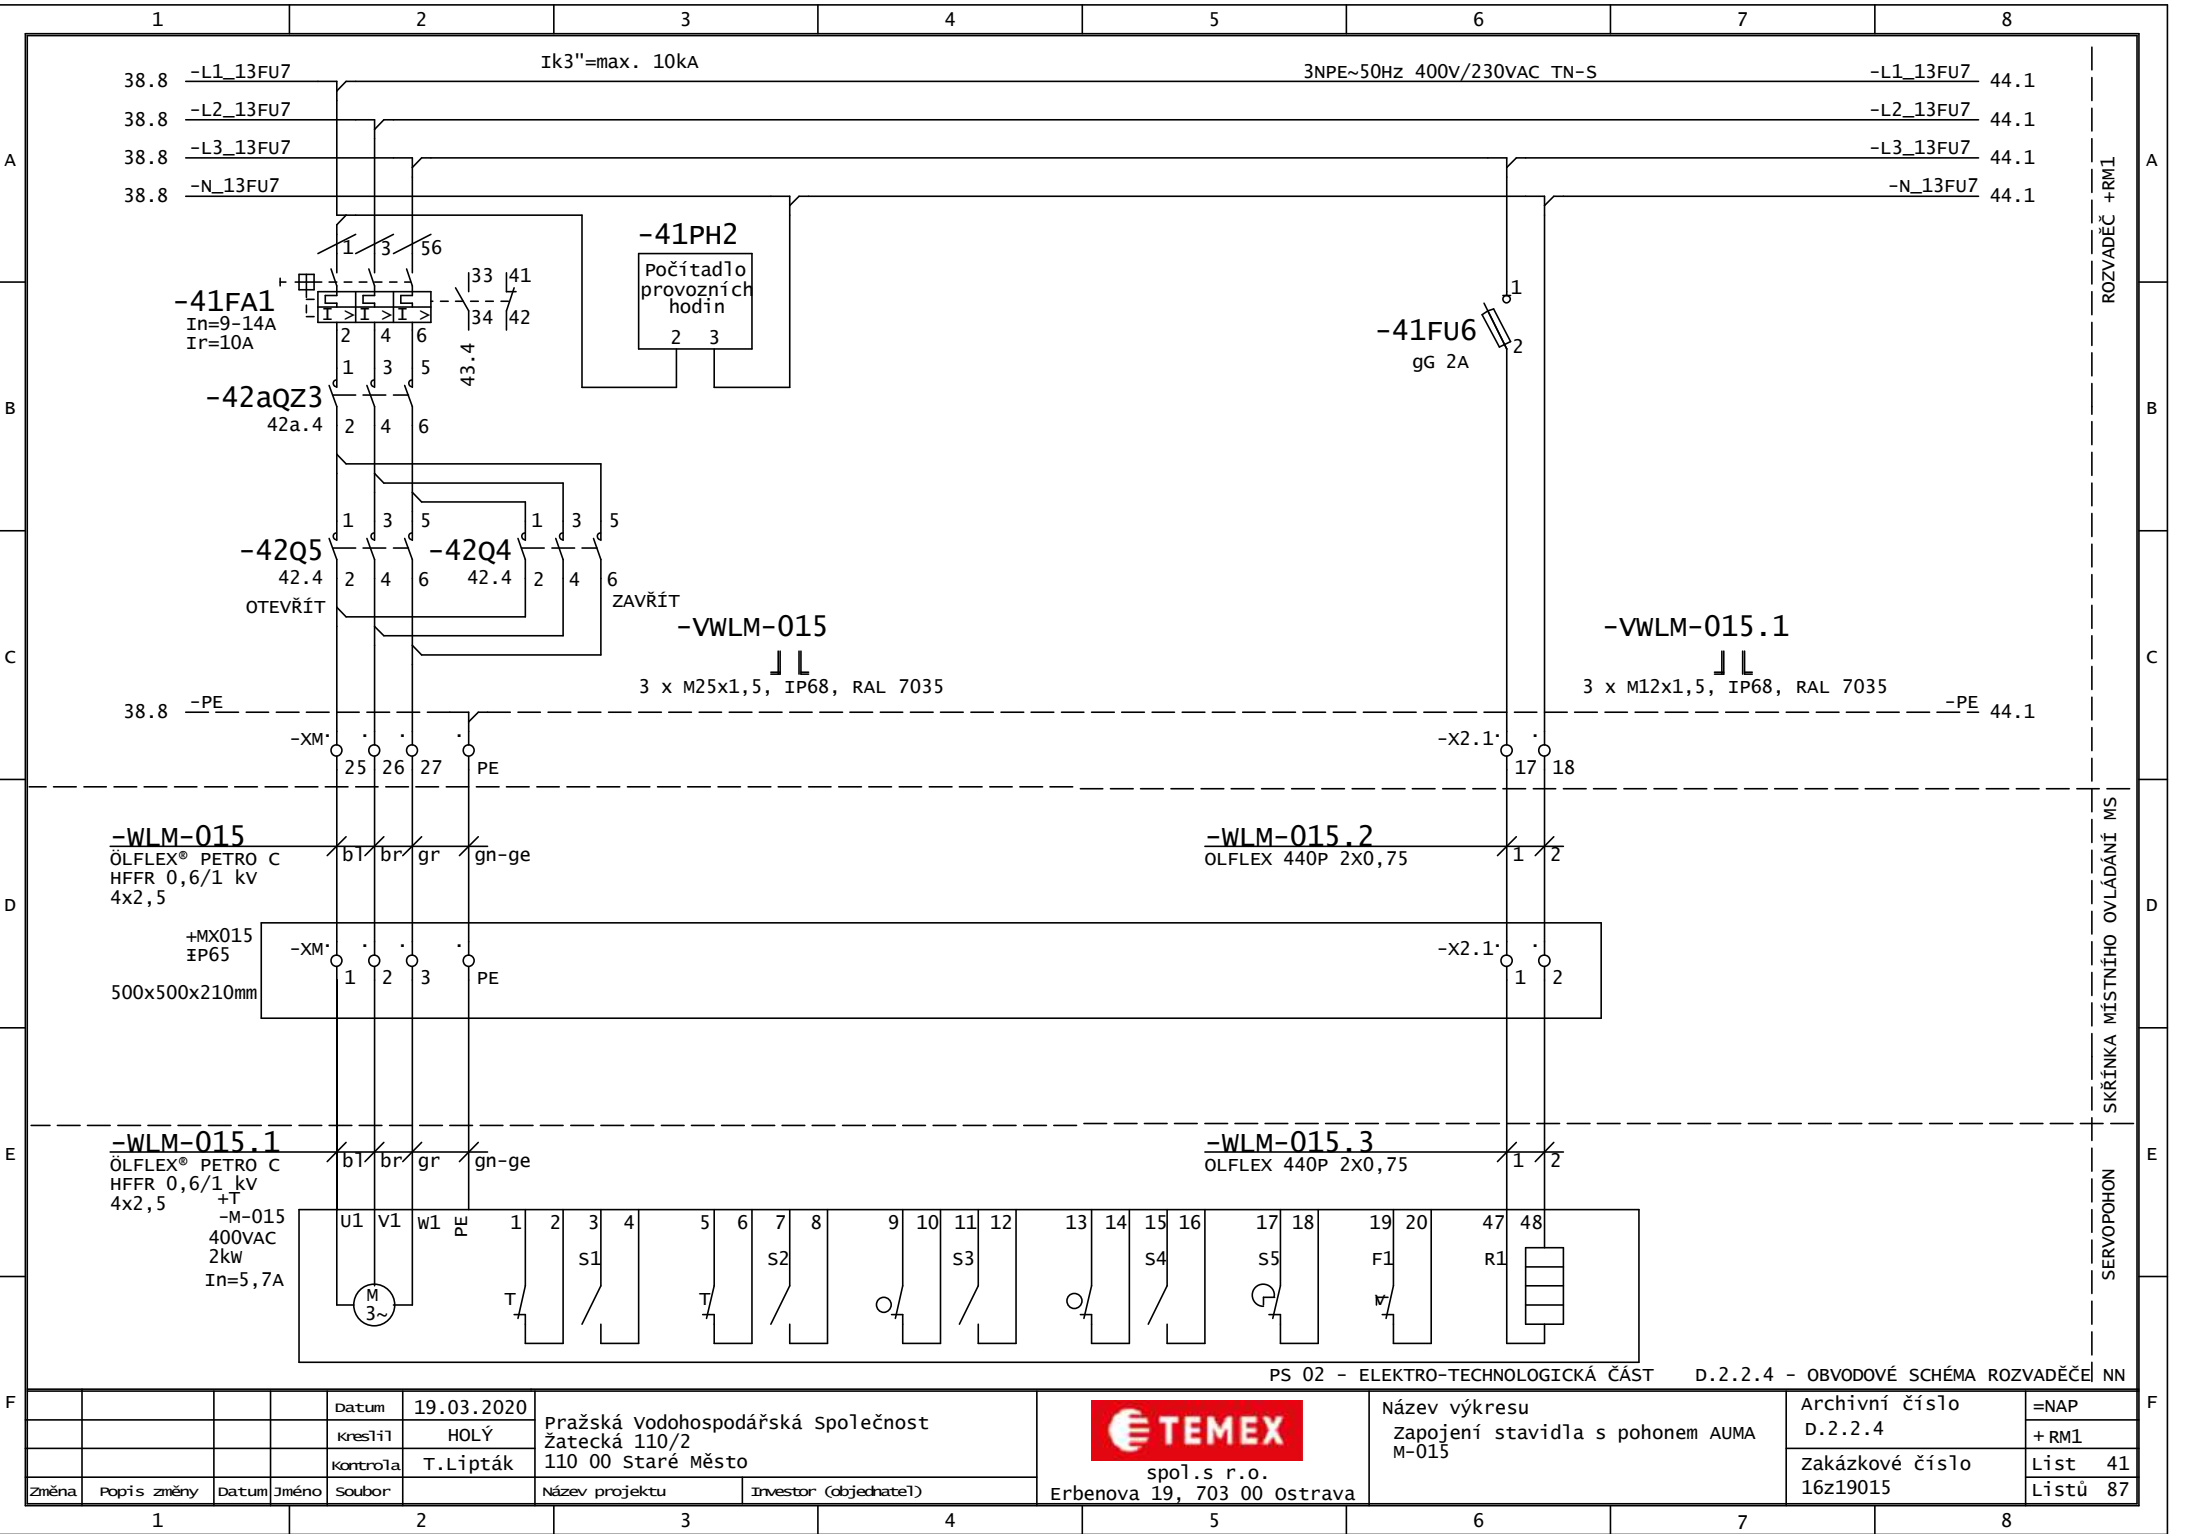 1 2 3 4 5 6 7 8
Ik3"=max. 10kA
3NPE~50Hz 400V/230VAC TN-S
38.8 -L1_13FU7 -L1_13FU7 44.1
38.8 -L2_13FU7 -L2_13FU7 44.1
38.8 -L3_13FU7 -L3_13FU7 44.1
38.8 -N_13FU7 -N_13FU7 44.1
A A
ROZVADĚČ +RM1
1 3 5 6
-41FA1
In=9-14A
Ir=10A
I > I > I >
2 4 6
33 41
34 42
43.4
-41PH2
Počítadlo
provozních
hodin
2 3
1
-41FU6
gG 2A
2
B B
1 3 5
-42aQZ3
42a.4
2 4 6
1 3 5
-42Q5
42.4
2 4 6
OTEVŘÍT
1 3 5
-42Q4
42.4
2 4 6
ZAVŘÍT
-VWLM-015
3 x M25x1,5, IP68, RAL 7035
-VWLM-015.1
3 x M12x1,5, IP68, RAL 7035
C C
38.8 -PE -PE 44.1
-XM
25 26 27 PE
-X2.1
17 18
-WLM-015
ÖLFLEX® PETRO C
HFFR 0,6/1 kV
4x2,5
bl br gr gn-ge
-WLM-015.2
OLFLEX 440P 2X0,75
1 2
SKŘÍNKA MÍSTNÍHO OVLÁDÁNÍ MS
D D
+MX015
IP65
500x500x210mm
-XM
1 2 3 PE
-X2.1
1 2
-WLM-015.1
ÖLFLEX® PETRO C
HFFR 0,6/1 kV
4x2,5
bl br gr gn-ge
-WLM-015.3
OLFLEX 440P 2X0,75
1 2
E E
SERVOPOHON
+T
-M-015
400VAC
2kW
In=5,7A
U1 V1 W1 PE 1 2 3 4 5 6 7 8 9 10 11 12 13 14 15 16 17 18 19 20 47 48
S1 S2 S3 S4 S5 F1 R1
M
3~
T T
PS 02 - ELEKTRO-TECHNOLOGICKÁ ČÁST D.2.2.4 - OBVODOVÉ SCHÉMA ROZVADĚČE NN
F F
Datum 19.03.2020
Kreslil HOLÝ
Kontrola T.Lipták
Změna Popis změny Datum Jméno Soubor
Pražská Vodohospodářská Společnost
Žatecká 110/2
110 00 Staré Město
Název projektu Investor (objednatel)
TEMEX
spol.s r.o.
Erbenova 19, 703 00 Ostrava
Název výkresu
Zapojení stavidla s pohonem AUMA
M-015
Archivní číslo
D.2.2.4
Zakázkové číslo
16z19015
=NAP
+ RM1
List 41
Listů 87
1 2 3 4 5 6 7 8